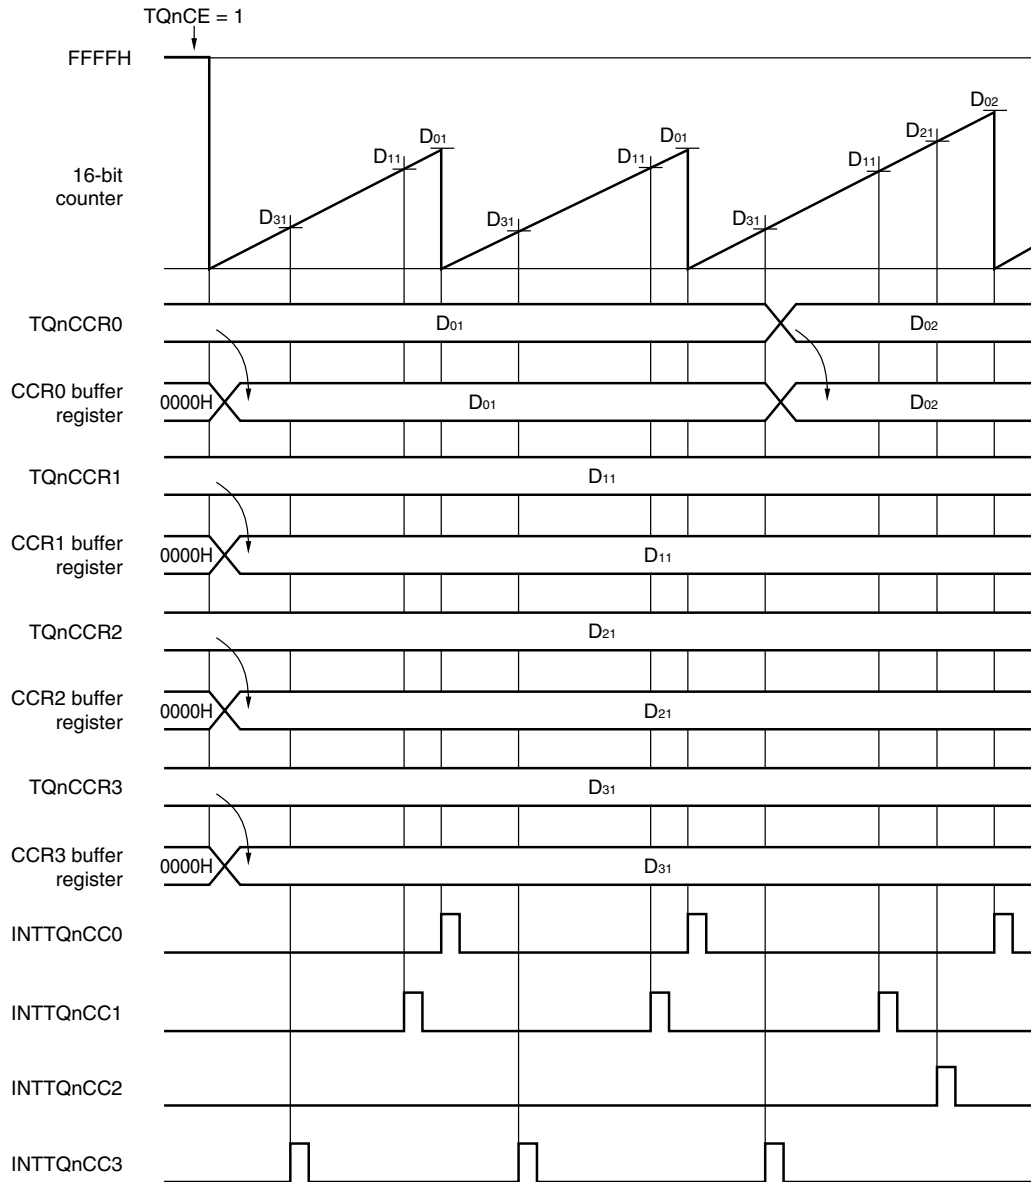 TQnCE = 1
FFFFH
16-bit
counter
D31
D11
D01
D31
D11
D01
D31
D11
D21
D02
TQnCCR0
D01
D02
CCR0 buffer
register
0000H
D01
D02
TQnCCR1
D11
CCR1 buffer
register
0000H
D11
TQnCCR2
D21
CCR2 buffer
register
0000H
D21
TQnCCR3
D31
CCR3 buffer
register
0000H
D31
INTTQnCC0
INTTQnCC1
INTTQnCC2
INTTQnCC3